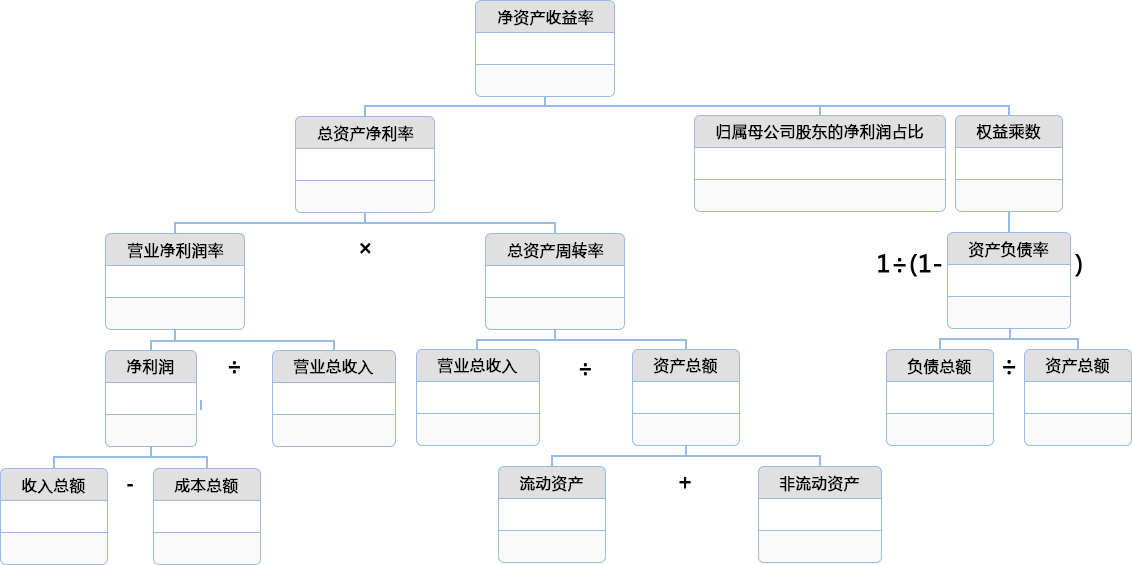 净资产收益率
总资产净利率
归属母公司股东的净利润占比
权益乘数
营业净利润率
×
总资产周转率
1÷(1-
资产负债率
)
净利润
÷
营业总收入
营业总收入
÷
资产总额
负债总额
÷
资产总额
收入总额
-
成本总额
流动资产
+
非流动资产